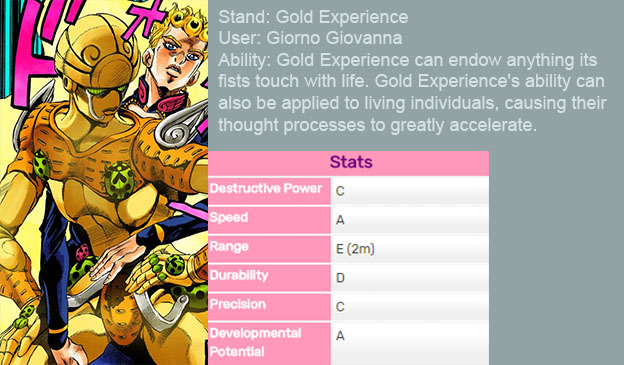 Stand: Gold Experience
User: Giorno Giovanna
Ability: Gold Experience can endow anything its
fists touch with life. Gold Experience's ability can
also be applied to living individuals, causing their
thought processes to greatly accelerate.
Stats
Destructive Power C
Speed A
Range E (2m)
Durability D
Precision C
Developmental
Potential A